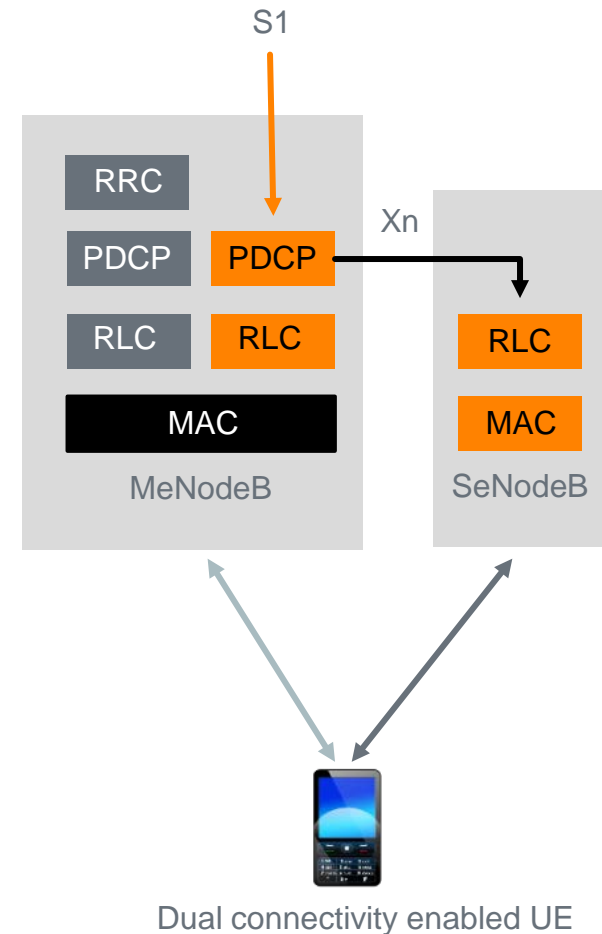 S1
RRC
Xn
PDCP
PDCP
RLC
RLC
RLC
MAC
MAC
MeNodeB
SeNodeB
Dual connectivity enabled UE